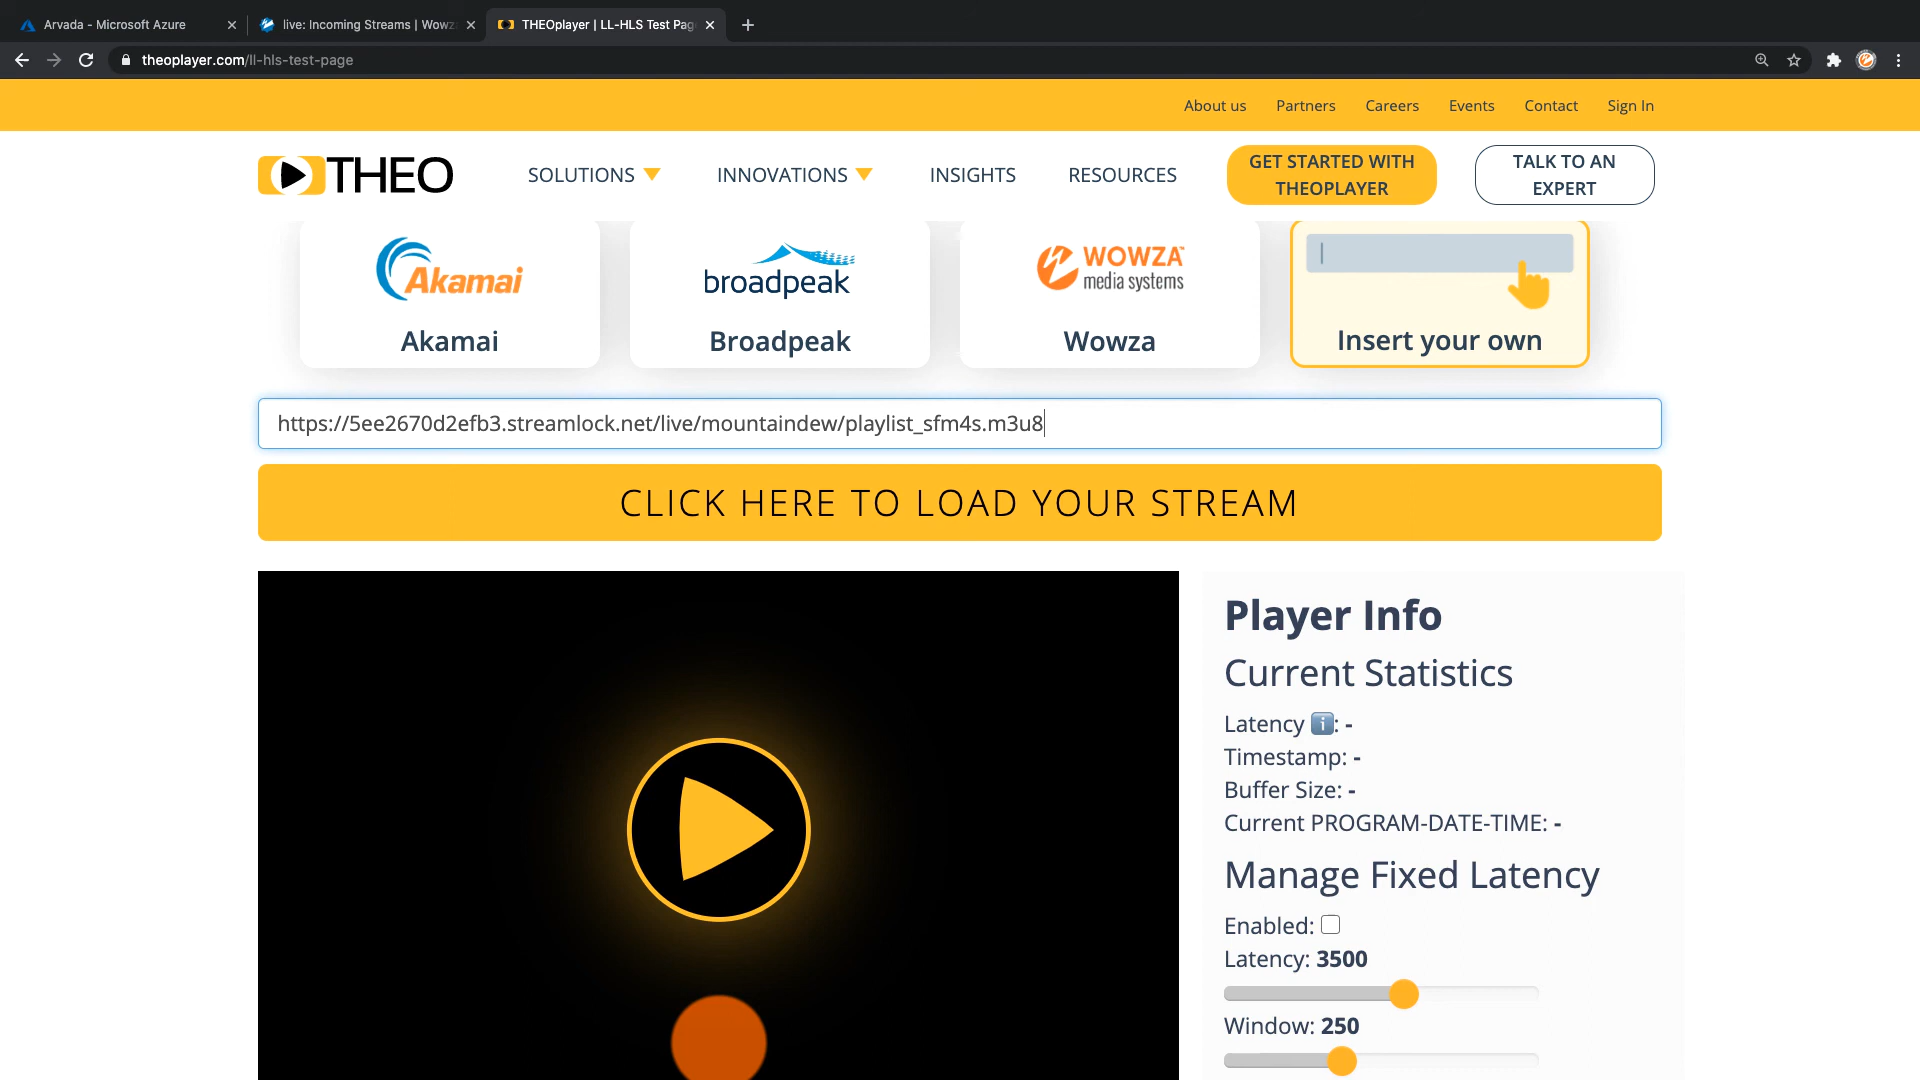 Arvada - Microsoft Azure
live: Incoming Streams | Wowz
THEOplayer | LL-HLS Test Pag
theoplayer.com/ll-hls-test-page
About us Partners Careers Events Contact Sign In
THEO
SOLUTIONS INNOVATIONS INSIGHTS RESOURCES
GET STARTED WITH
THEOPLAYER
TALK TO AN
EXPERT
Akamai
Akamai
broadpeak
Broadpeak
WOWZA
media systems
Wowza
Insert your own
https://5ee2670d2efb3.streamlock.net/live/mountaindew/playlist_sfm4s.m3u8
CLICK HERE TO LOAD YOUR STREAM
Player Info
Current Statistics
Latency ℹ️: -
Timestamp: -
Buffer Size: -
Current PROGRAM-DATE-TIME: -
Manage Fixed Latency
Enabled:
Latency: 3500
Window: 250